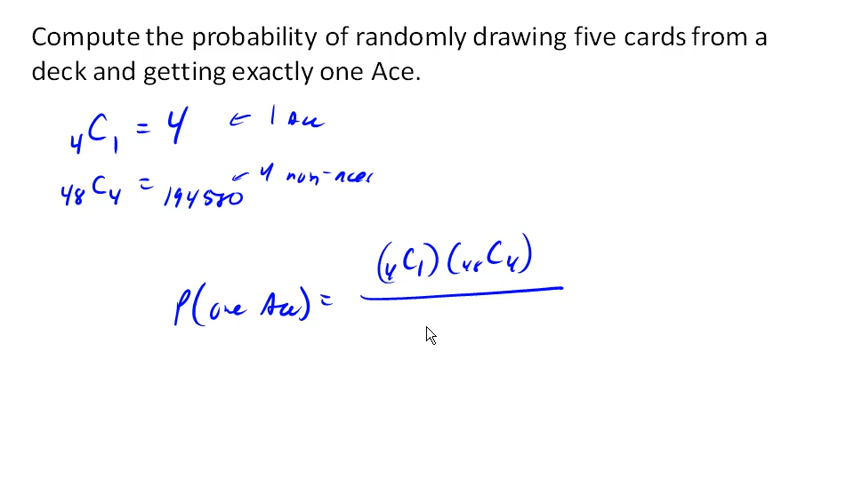 Compute the probability of randomly drawing five cards from a
deck and getting exactly one Ace.
₄C₁ = 4 ← 1 Ace
₄₈C₄ = 194580 ← 4 non-aces
P(one Ace) = (₄C₁)(₄₈C₄)